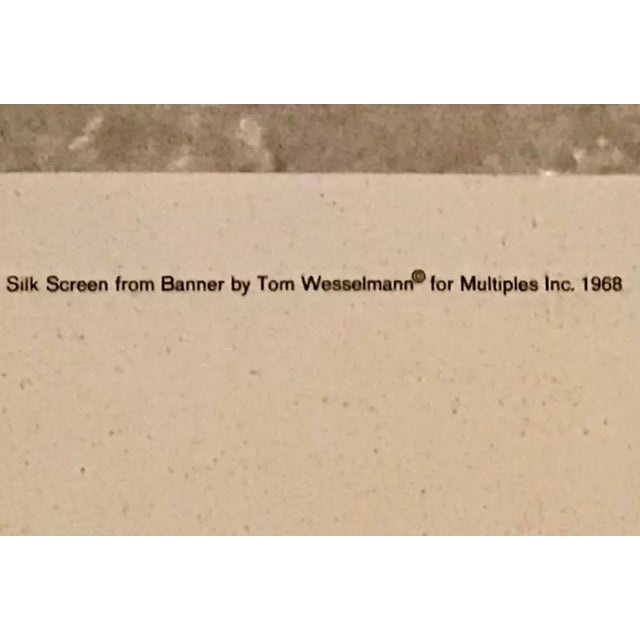 Silk Screen from Banner by Tom Wesselmann© for Multiples Inc. 1968